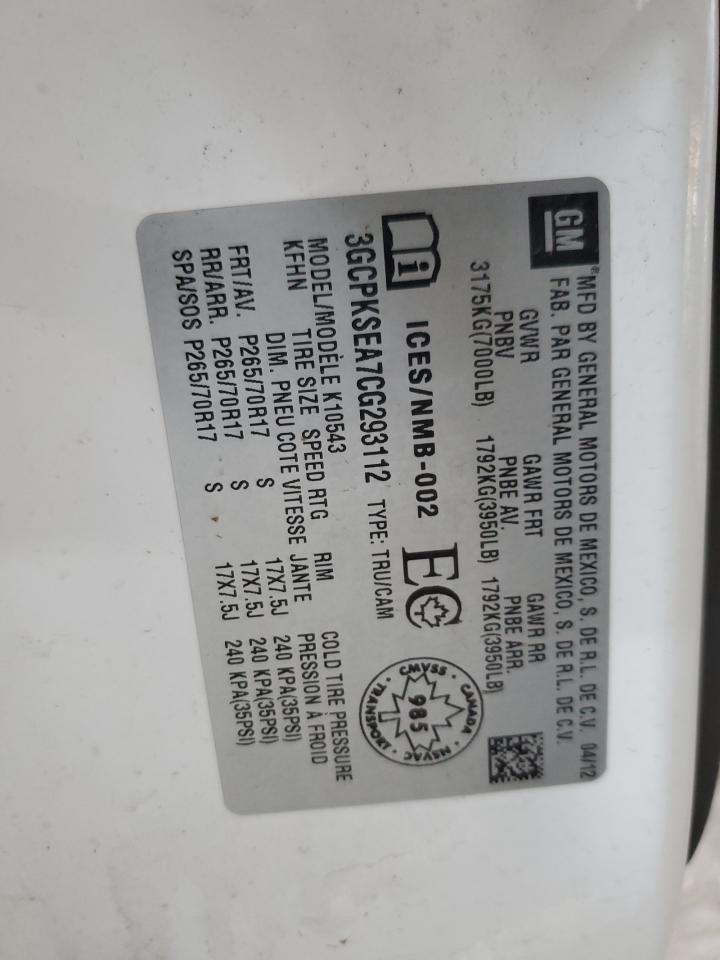 GM
®MFD BY GENERAL MOTORS DE MEXICO, S. DE R.L. DE C.V. 04/12
FAB. PAR GENERAL MOTORS DE MEXICO, S. DE R.L. DE C.V.
GVWR GAWR FRT GAWR RR
PNBV PNBE AV. PNBE ARR.
3175KG(7000LB) 1792KG(3950LB) 1792KG(3950LB)
i ICES/NMB-002 EC
CANADA · CMVSS · TRANSPORT · NSVAC
985
3GCPKSEA7CG293112 TYPE: TRU/CAM
MODEL/MODÈLE K10543
KFHN TIRE SIZE SPEED RTG RIM COLD TIRE PRESSURE
DIM. PNEU COTE VITESSE JANTE PRESSION À FROID
FRT/AV. P265/70R17 S 17X7.5J 240 KPA(35PSI)
RR/ARR. P265/70R17 S 17X7.5J 240 KPA(35PSI)
SPA/SOS P265/70R17 S 17X7.5J 240 KPA(35PSI)